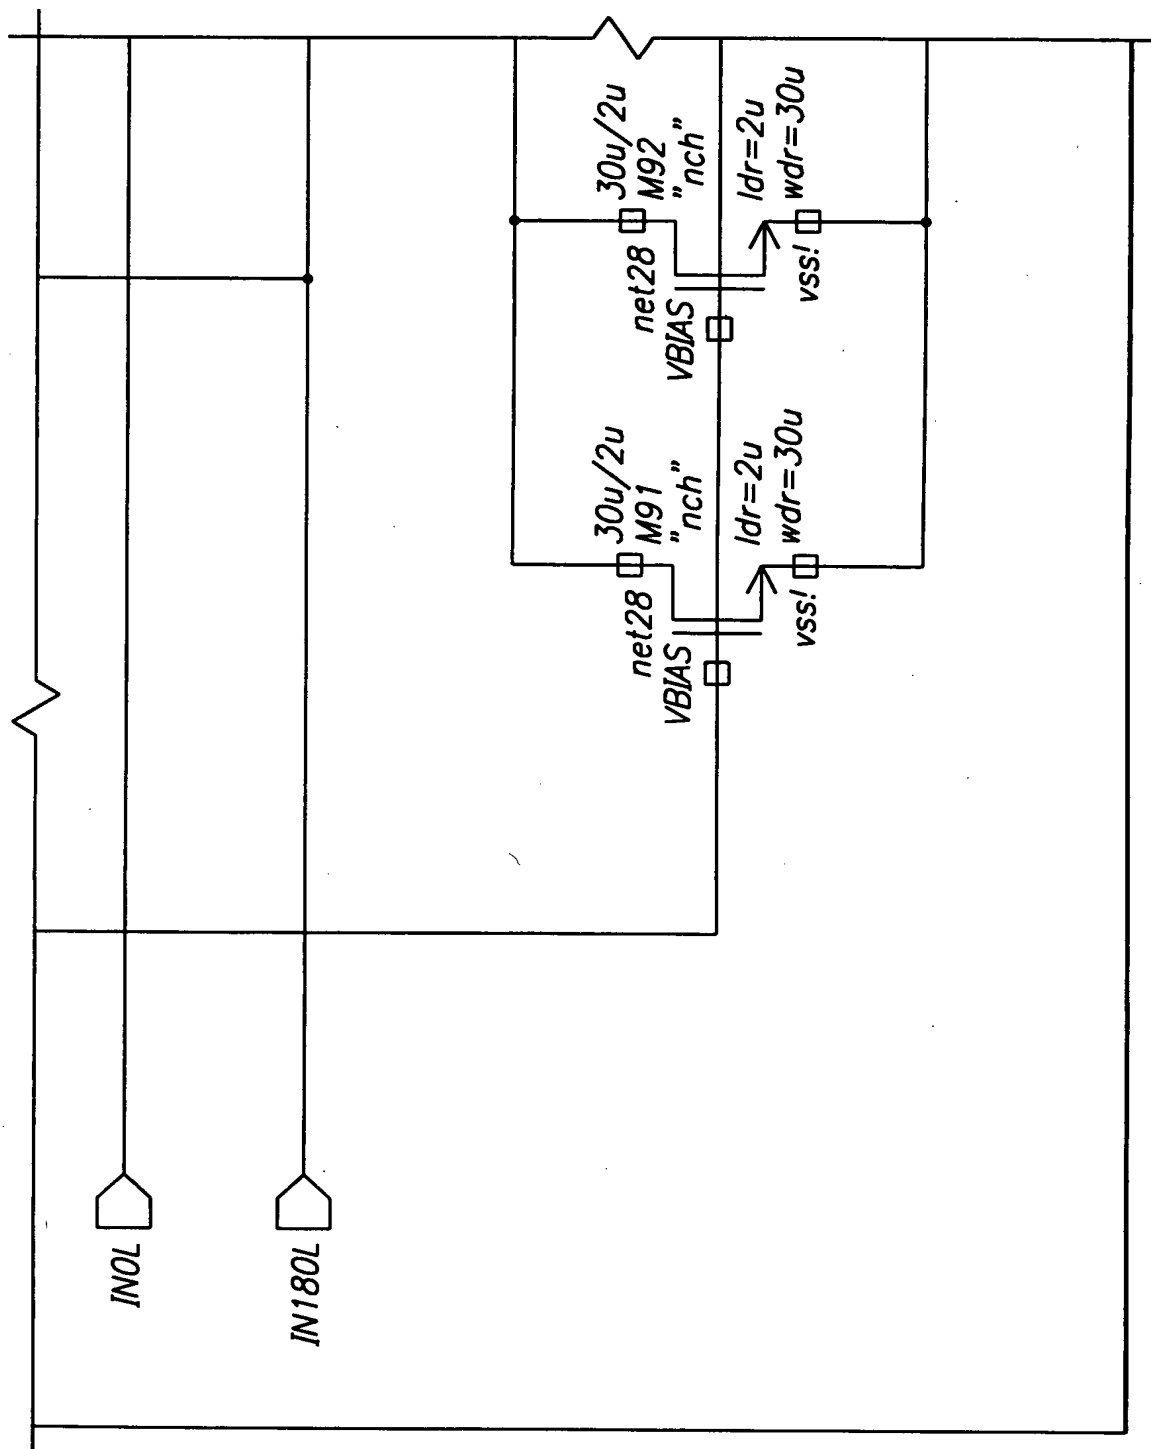 IN0L
IN180L
30u/2u
M91
"nch"
net28
VBIAS
ldr=2u
wdr=30u
vss!
30u/2u
M92
"nch"
net28
VBIAS
ldr=2u
wdr=30u
vss!